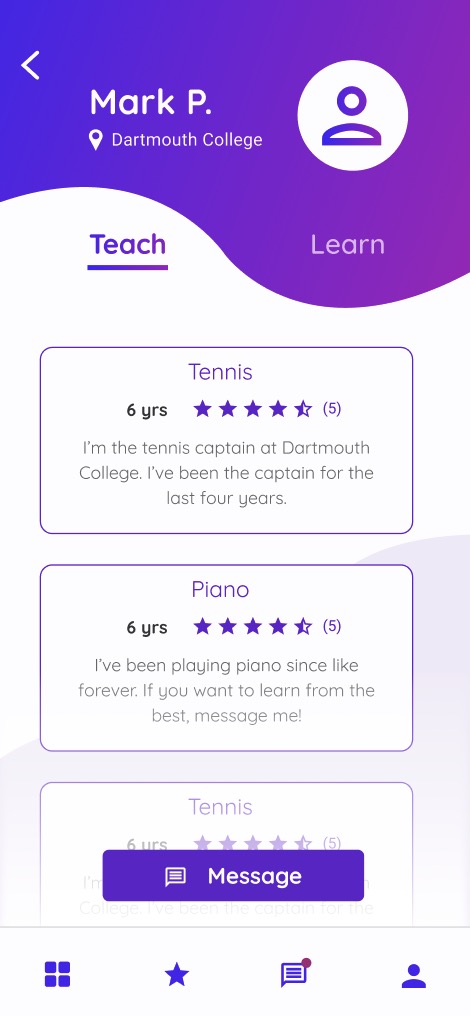 Mark P.
Dartmouth College
Teach
Learn
Tennis
6 yrs (5)
I'm the tennis captain at Dartmouth
College. I've been the captain for the
last four years.
Piano
6 yrs (5)
I've been playing piano since like
forever. If you want to learn from the
best, message me!
Tennis
6 yrs (5)
Message
College. I've been the captain for the